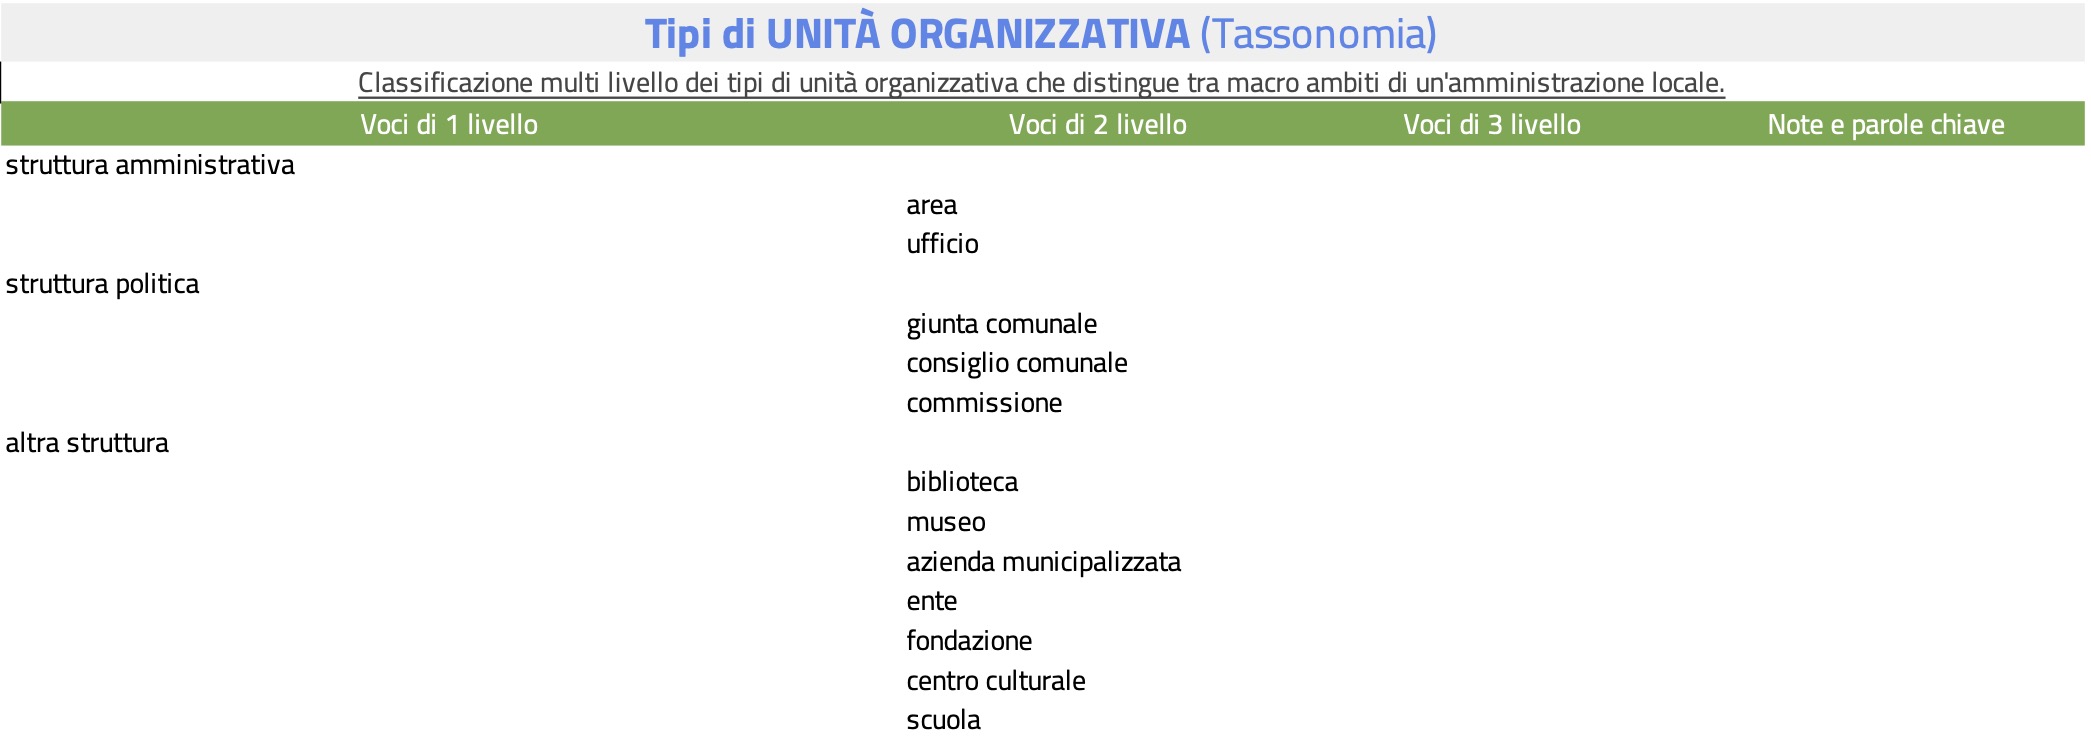 Tipi di UNITÀ ORGANIZZATIVA (Tassonomia)
Classificazione multi livello dei tipi di unità organizzativa che distingue tra macro ambiti di un'amministrazione locale.
Voci di 1 livello Voci di 2 livello Voci di 3 livello Note e parole chiave
struttura amministrativa
area
ufficio
struttura politica
giunta comunale
consiglio comunale
commissione
altra struttura
biblioteca
museo
azienda municipalizzata
ente
fondazione
centro culturale
scuola